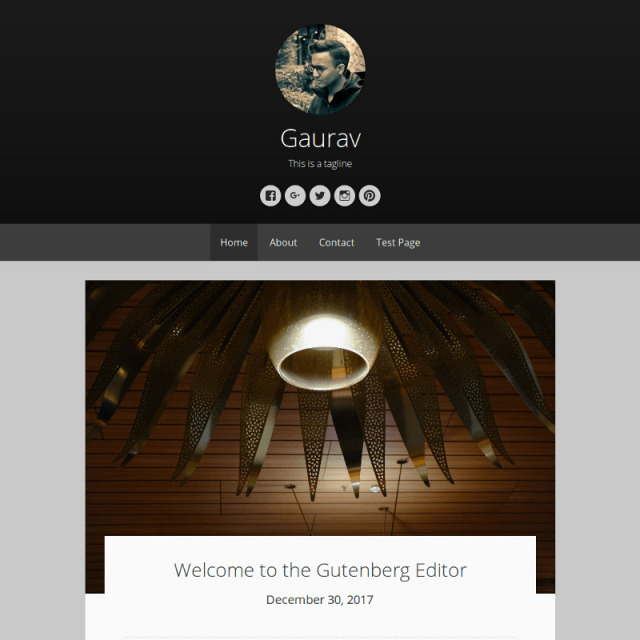 Gaurav
This is a tagline
Home About Contact Test Page
Welcome to the Gutenberg Editor
December 30, 2017